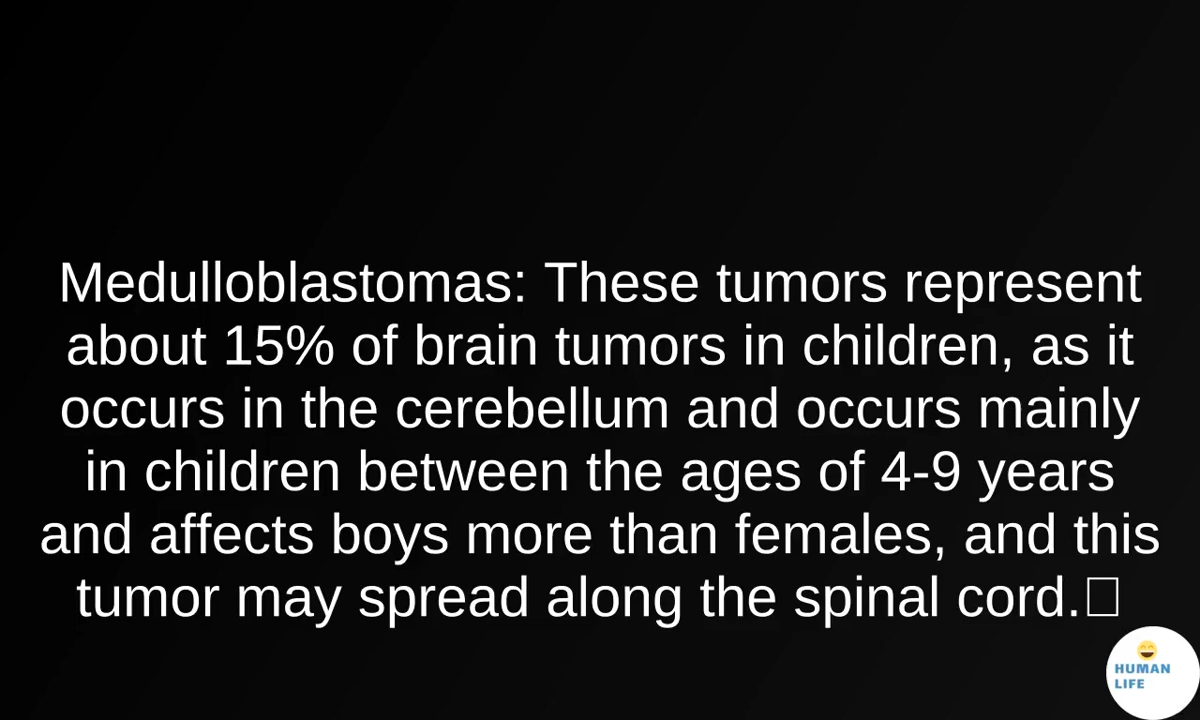 Medulloblastomas: These tumors represent
about 15% of brain tumors in children, as it
occurs in the cerebellum and occurs mainly
in children between the ages of 4-9 years
and affects boys more than females, and this
tumor may spread along the spinal cord.
HUMAN
LIFE